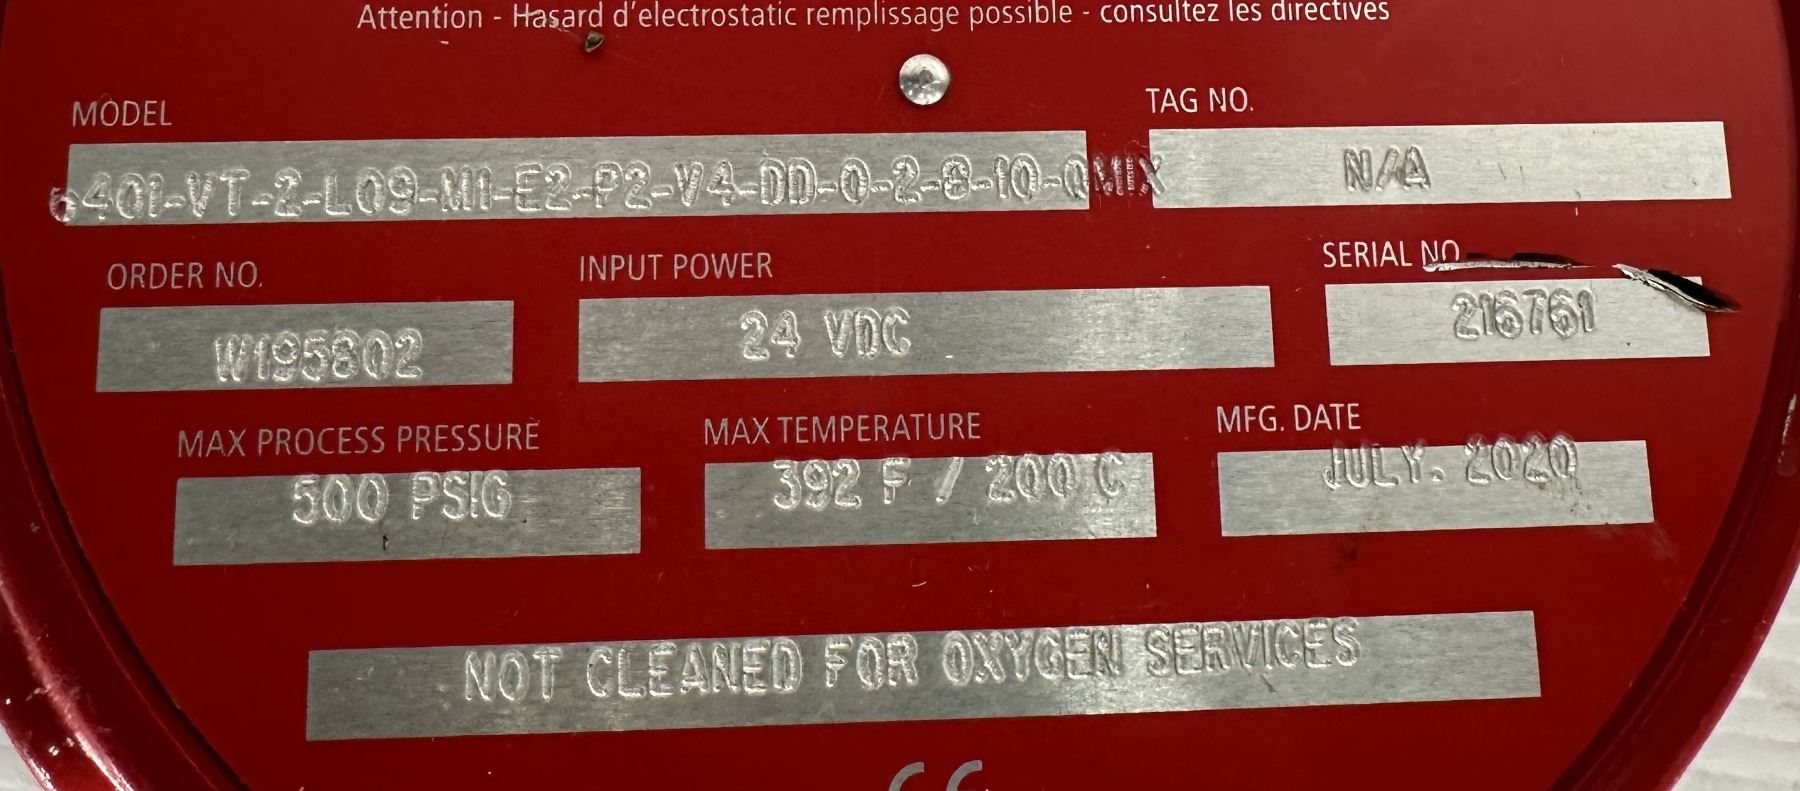 Attention - Hasard d'electrostatic remplissage possible - consultez les directives
MODEL
TAG NO.
6401-VT-2-L09-M1-E2-P2-V4-DD-0-2-8-10-0MIX
N/A
ORDER NO.
INPUT POWER
SERIAL NO
W195802
24 VDC
216761
MAX PROCESS PRESSURE
MAX TEMPERATURE
MFG. DATE
500 PSIG
392 F / 200 C
JULY. 2020
NOT CLEANED FOR OXYGEN SERVICES
CE